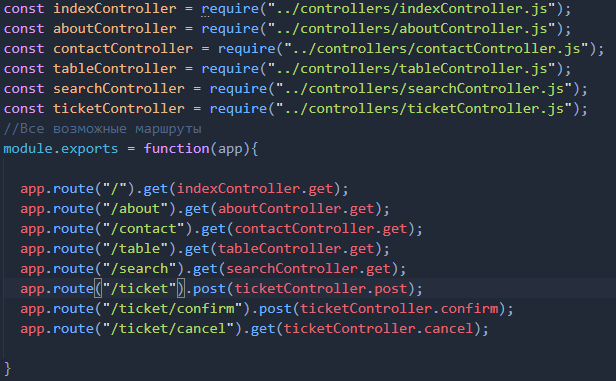 const indexController = require("../controllers/indexController.js");
const aboutController = require("../controllers/aboutController.js");
const contactController = require("../controllers/contactController.js");
const tableController = require("../controllers/tableController.js");
const searchController = require("../controllers/searchController.js");
const ticketController = require("../controllers/ticketController.js");
//Все возможные маршруты
module.exports = function(app){
app.route("/").get(indexController.get);
app.route("/about").get(aboutController.get);
app.route("/contact").get(contactController.get);
app.route("/table").get(tableController.get);
app.route("/search").get(searchController.get);
app.route("/ticket").post(ticketController.post);
app.route("/ticket/confirm").post(ticketController.confirm);
app.route("/ticket/cancel").get(ticketController.cancel);
}